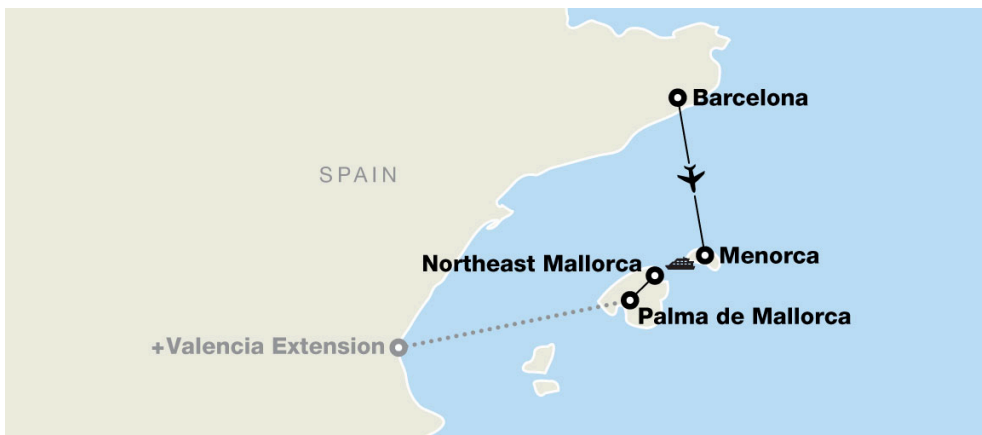 Barcelona
SPAIN
Menorca
Northeast Mallorca
Palma de Mallorca
+Valencia Extension